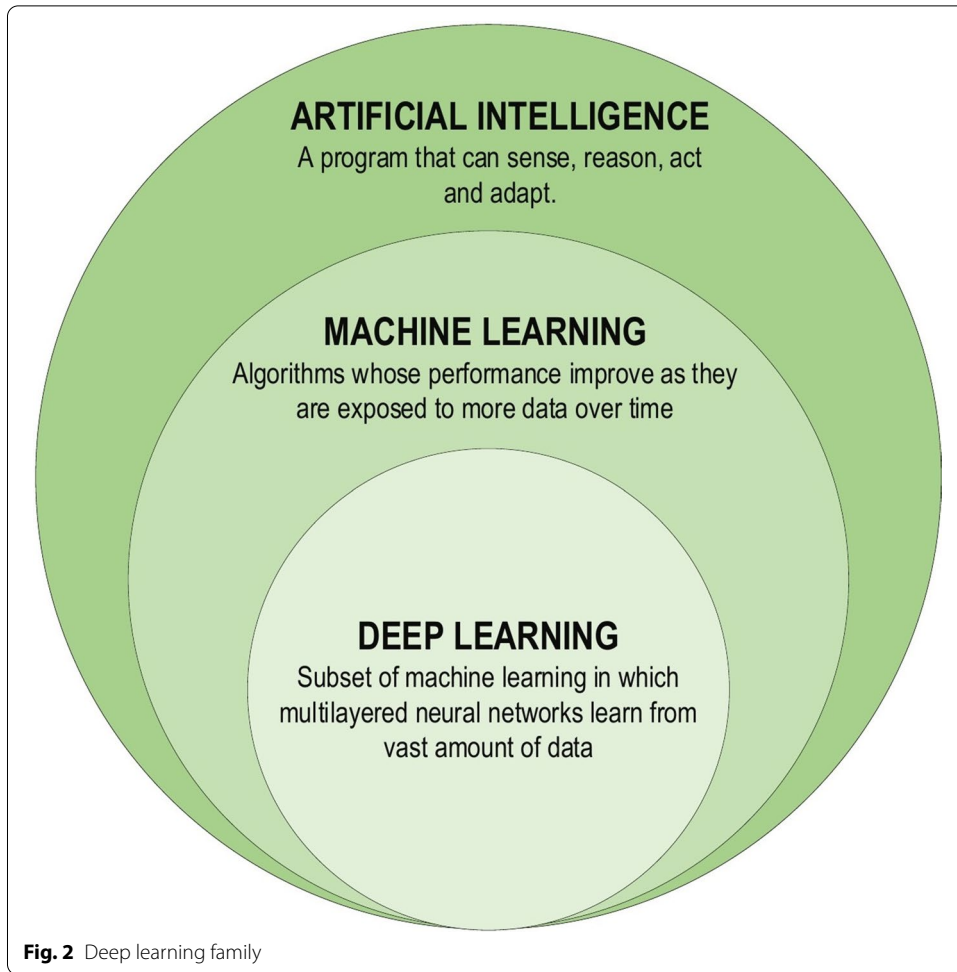 ARTIFICIAL INTELLIGENCE
A program that can sense, reason, act
and adapt.
MACHINE LEARNING
Algorithms whose performance improve as they
are exposed to more data over time
DEEP LEARNING
Subset of machine learning in which
multilayered neural networks learn from
vast amount of data
Fig. 2 Deep learning family